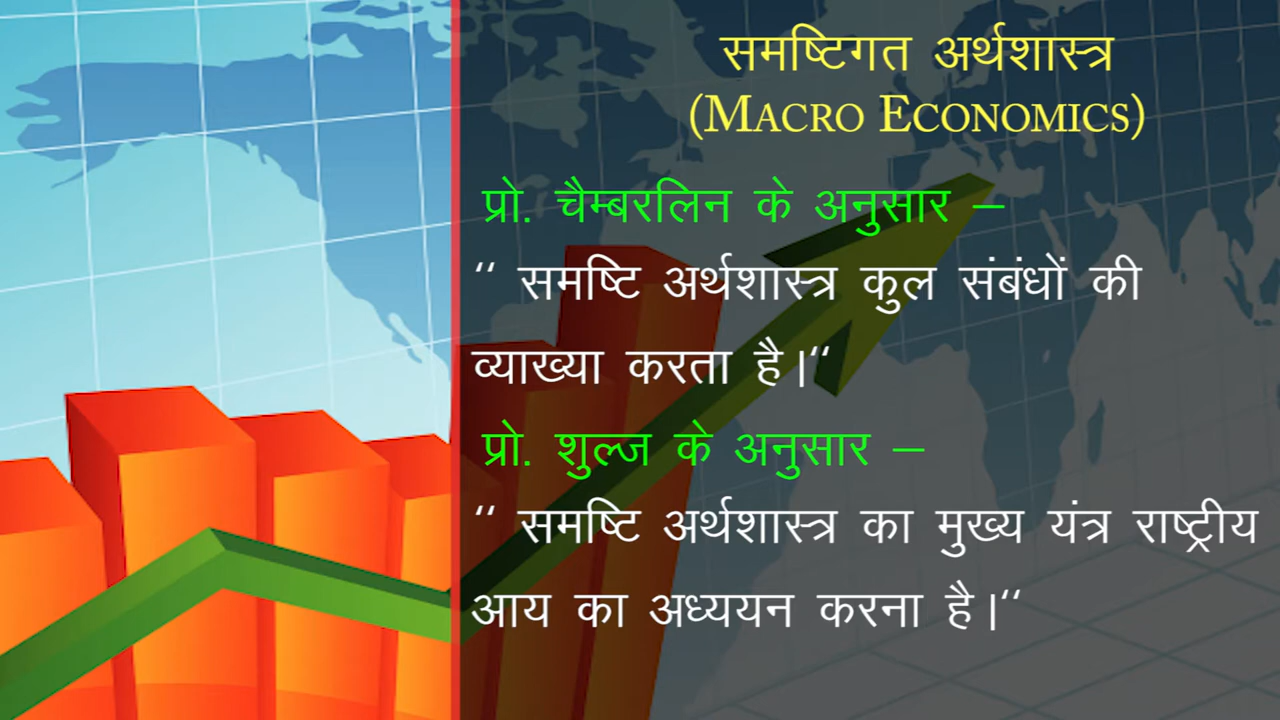 समष्टिगत अर्थशास्त्र
(MACRO ECONOMICS)
प्रो. चैम्बरलिन के अनुसार –
‘‘ समष्टि अर्थशास्त्र कुल संबंधों की
व्याख्या करता है।‘‘
प्रो. शुल्ज के अनुसार –
‘‘ समष्टि अर्थशास्त्र का मुख्य यंत्र राष्ट्रीय
आय का अध्ययन करना है।‘‘